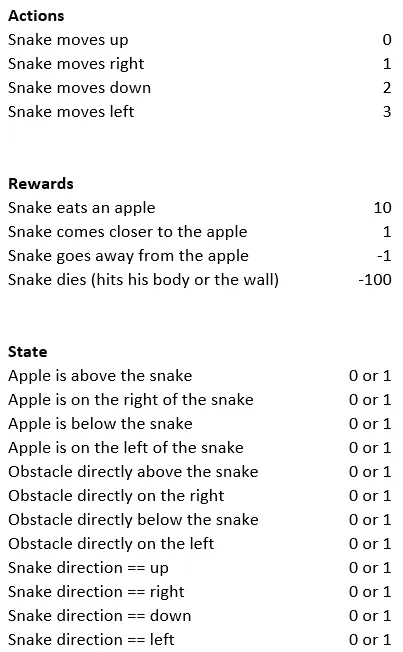 Actions
Snake moves up 0
Snake moves right 1
Snake moves down 2
Snake moves left 3
Rewards
Snake eats an apple 10
Snake comes closer to the apple 1
Snake goes away from the apple -1
Snake dies (hits his body or the wall) -100
State
Apple is above the snake 0 or 1
Apple is on the right of the snake 0 or 1
Apple is below the snake 0 or 1
Apple is on the left of the snake 0 or 1
Obstacle directly above the snake 0 or 1
Obstacle directly on the right 0 or 1
Obstacle directly below the snake 0 or 1
Obstacle directly on the left 0 or 1
Snake direction == up 0 or 1
Snake direction == right 0 or 1
Snake direction == down 0 or 1
Snake direction == left 0 or 1